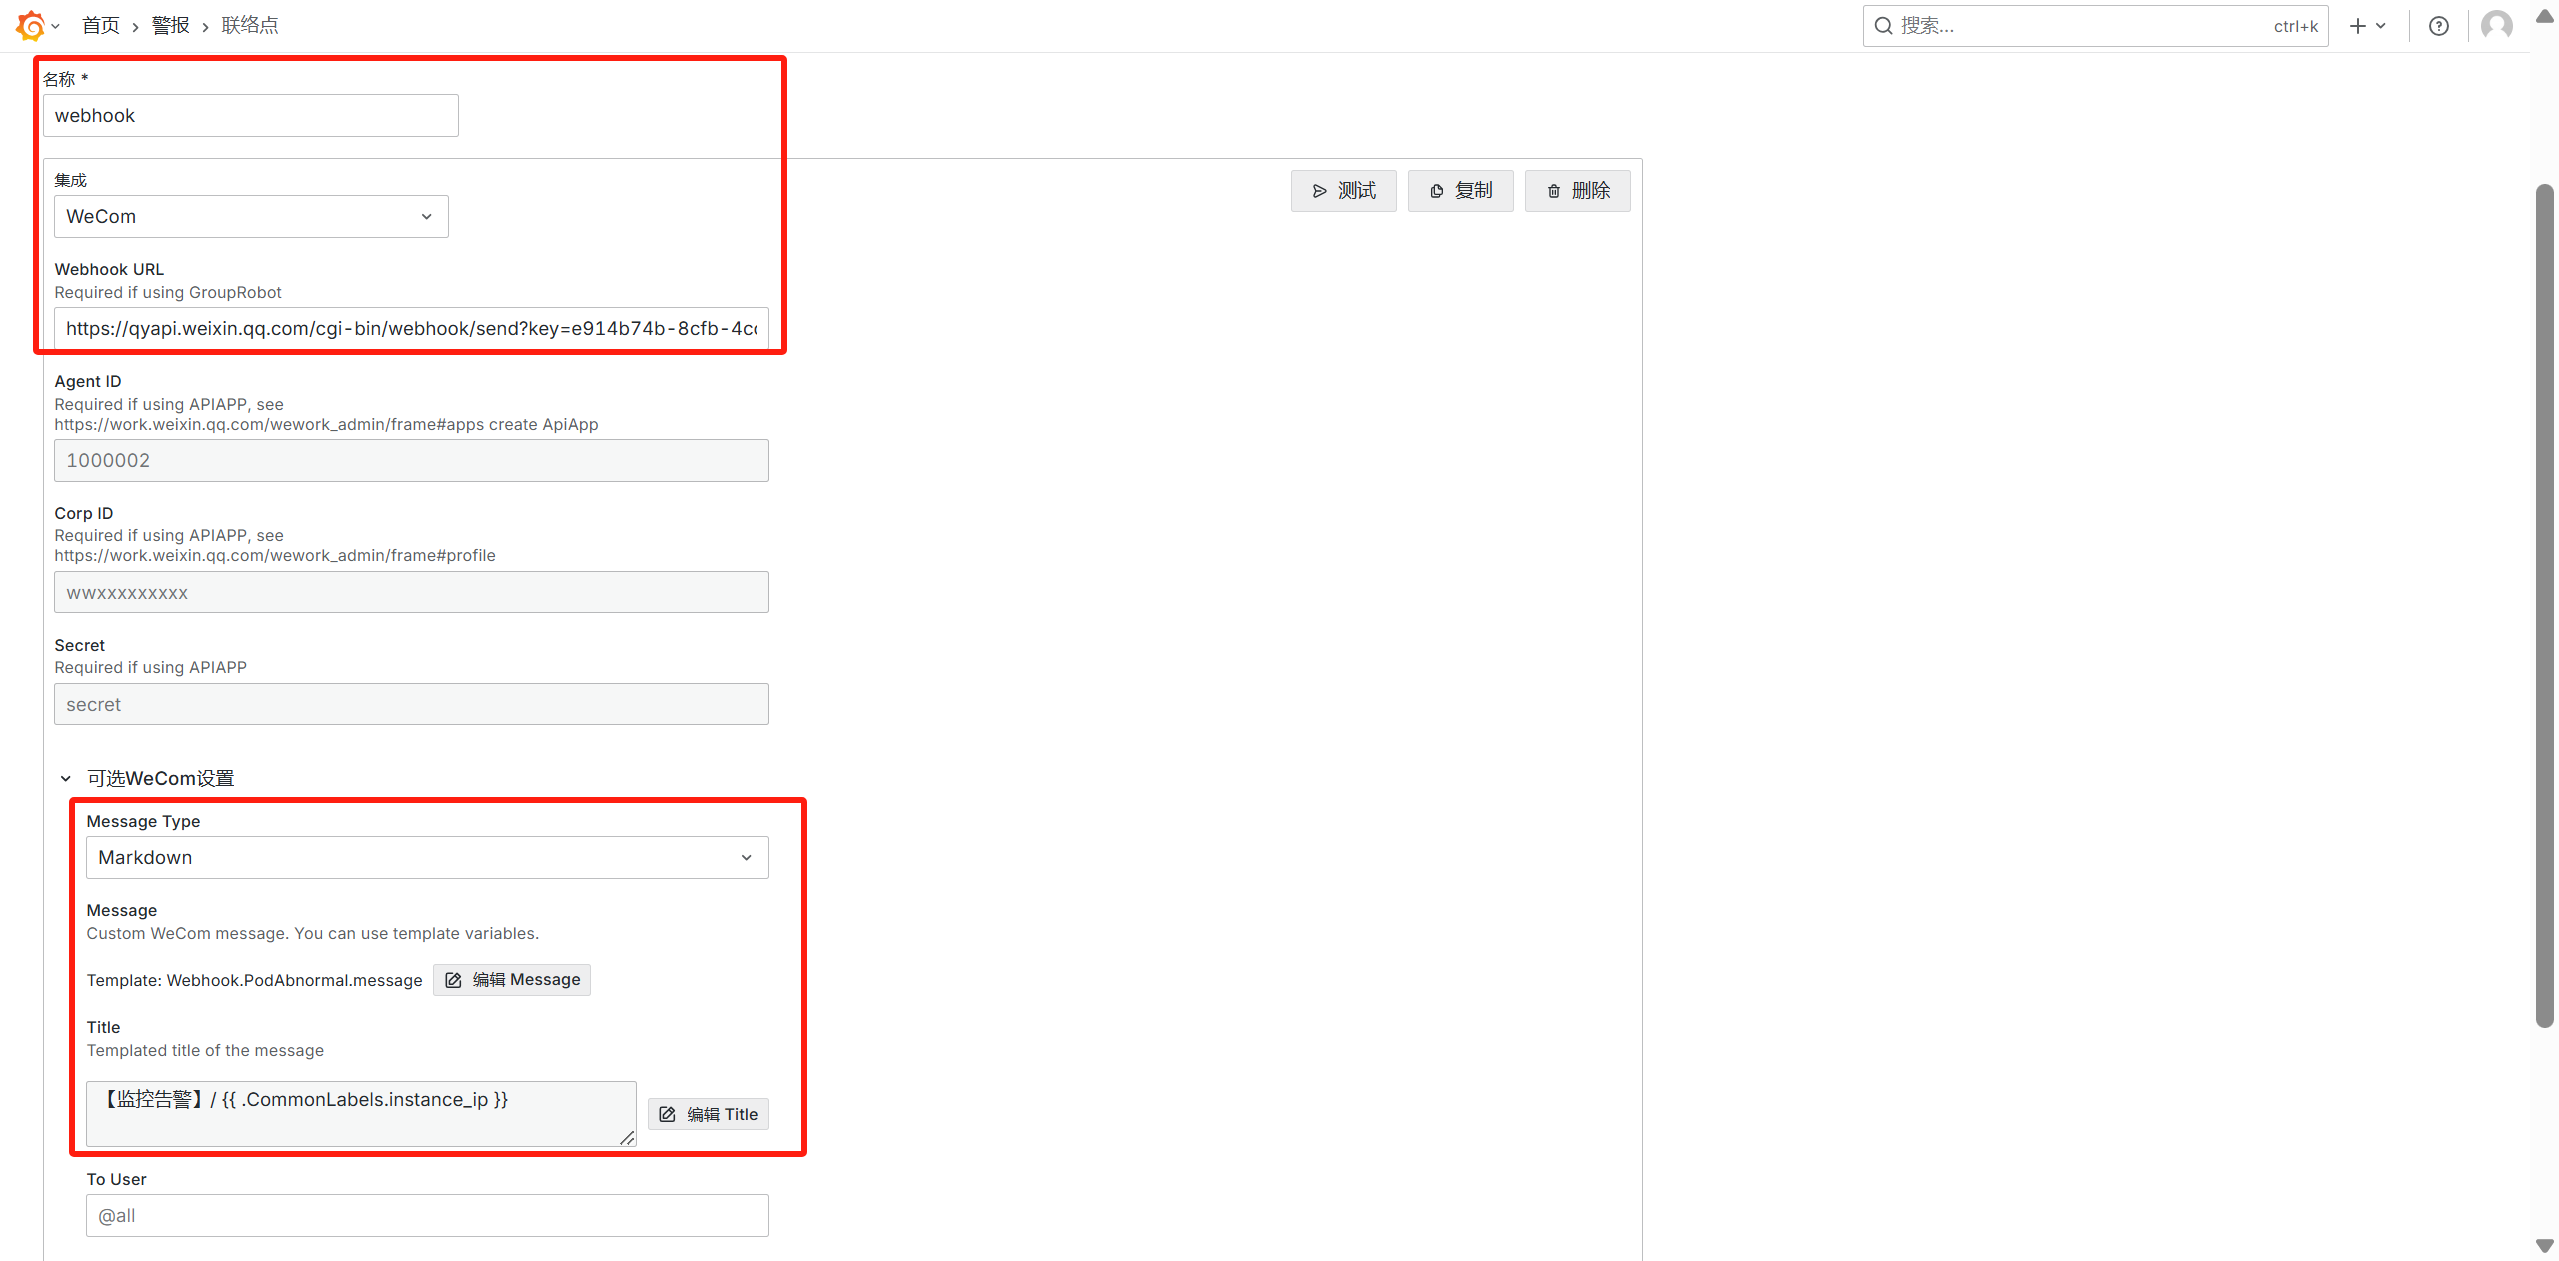 首页 › 警报 › 联络点
搜索... ctrl+k
名称 *
webhook
集成
测试 复制 删除
WeCom
Webhook URL
Required if using GroupRobot
https://qyapi.weixin.qq.com/cgi-bin/webhook/send?key=e914b74b-8cfb-4cc
Agent ID
Required if using APIAPP, see
https://work.weixin.qq.com/wework_admin/frame#apps create ApiApp
1000002
Corp ID
Required if using APIAPP, see
https://work.weixin.qq.com/wework_admin/frame#profile
wwxxxxxxxxx
Secret
Required if using APIAPP
secret
可选WeCom设置
Message Type
Markdown
Message
Custom WeCom message. You can use template variables.
Template: Webhook.PodAbnormal.message 编辑 Message
Title
Templated title of the message
【监控告警】/ {{ .CommonLabels.instance_ip }}
编辑 Title
To User
@all